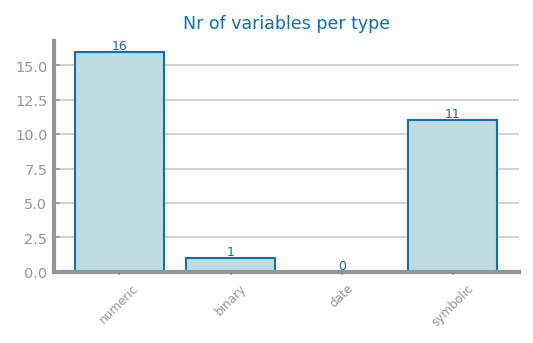 Nr of variables per type
16
15.0
12.5
11
10.0
7.5
5.0
2.5
1
0
0.0
numeric
binary
date
symbolic